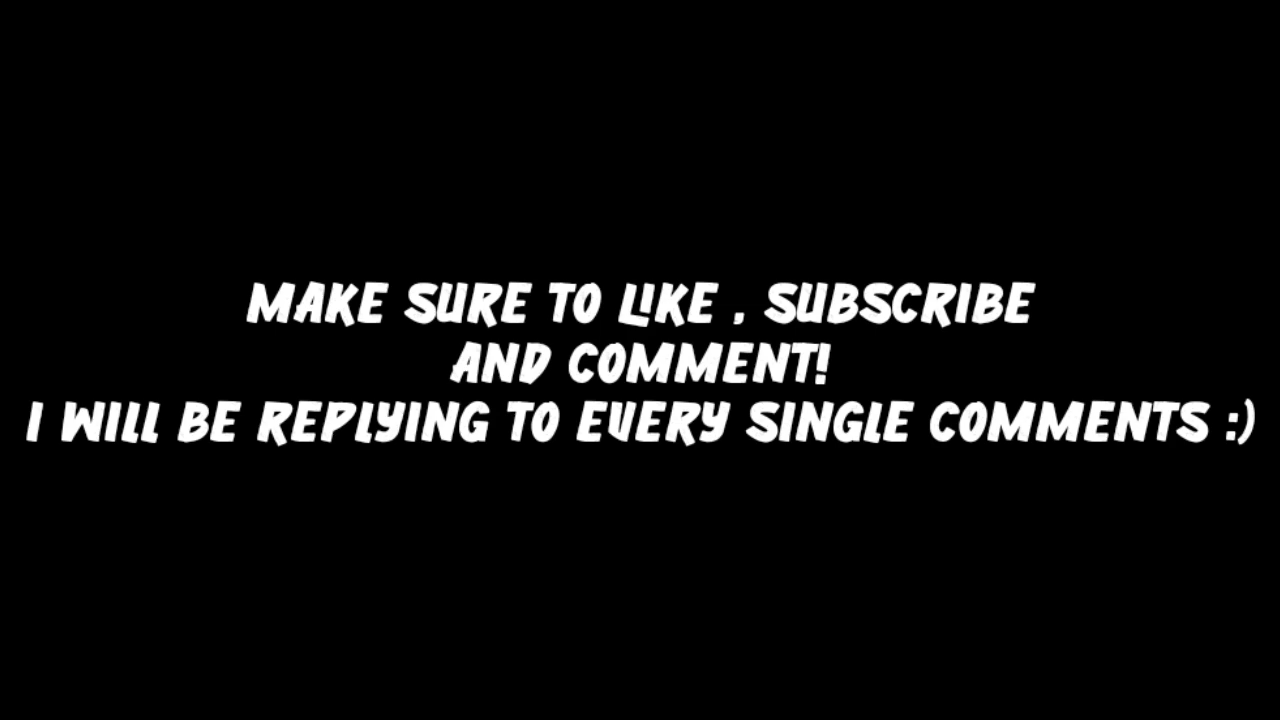 MAKE SURE TO LIKE , SUBSCRIBE
AND COMMENT!
I WILL BE REPLYING TO EVERY SINGLE COMMENTS :)